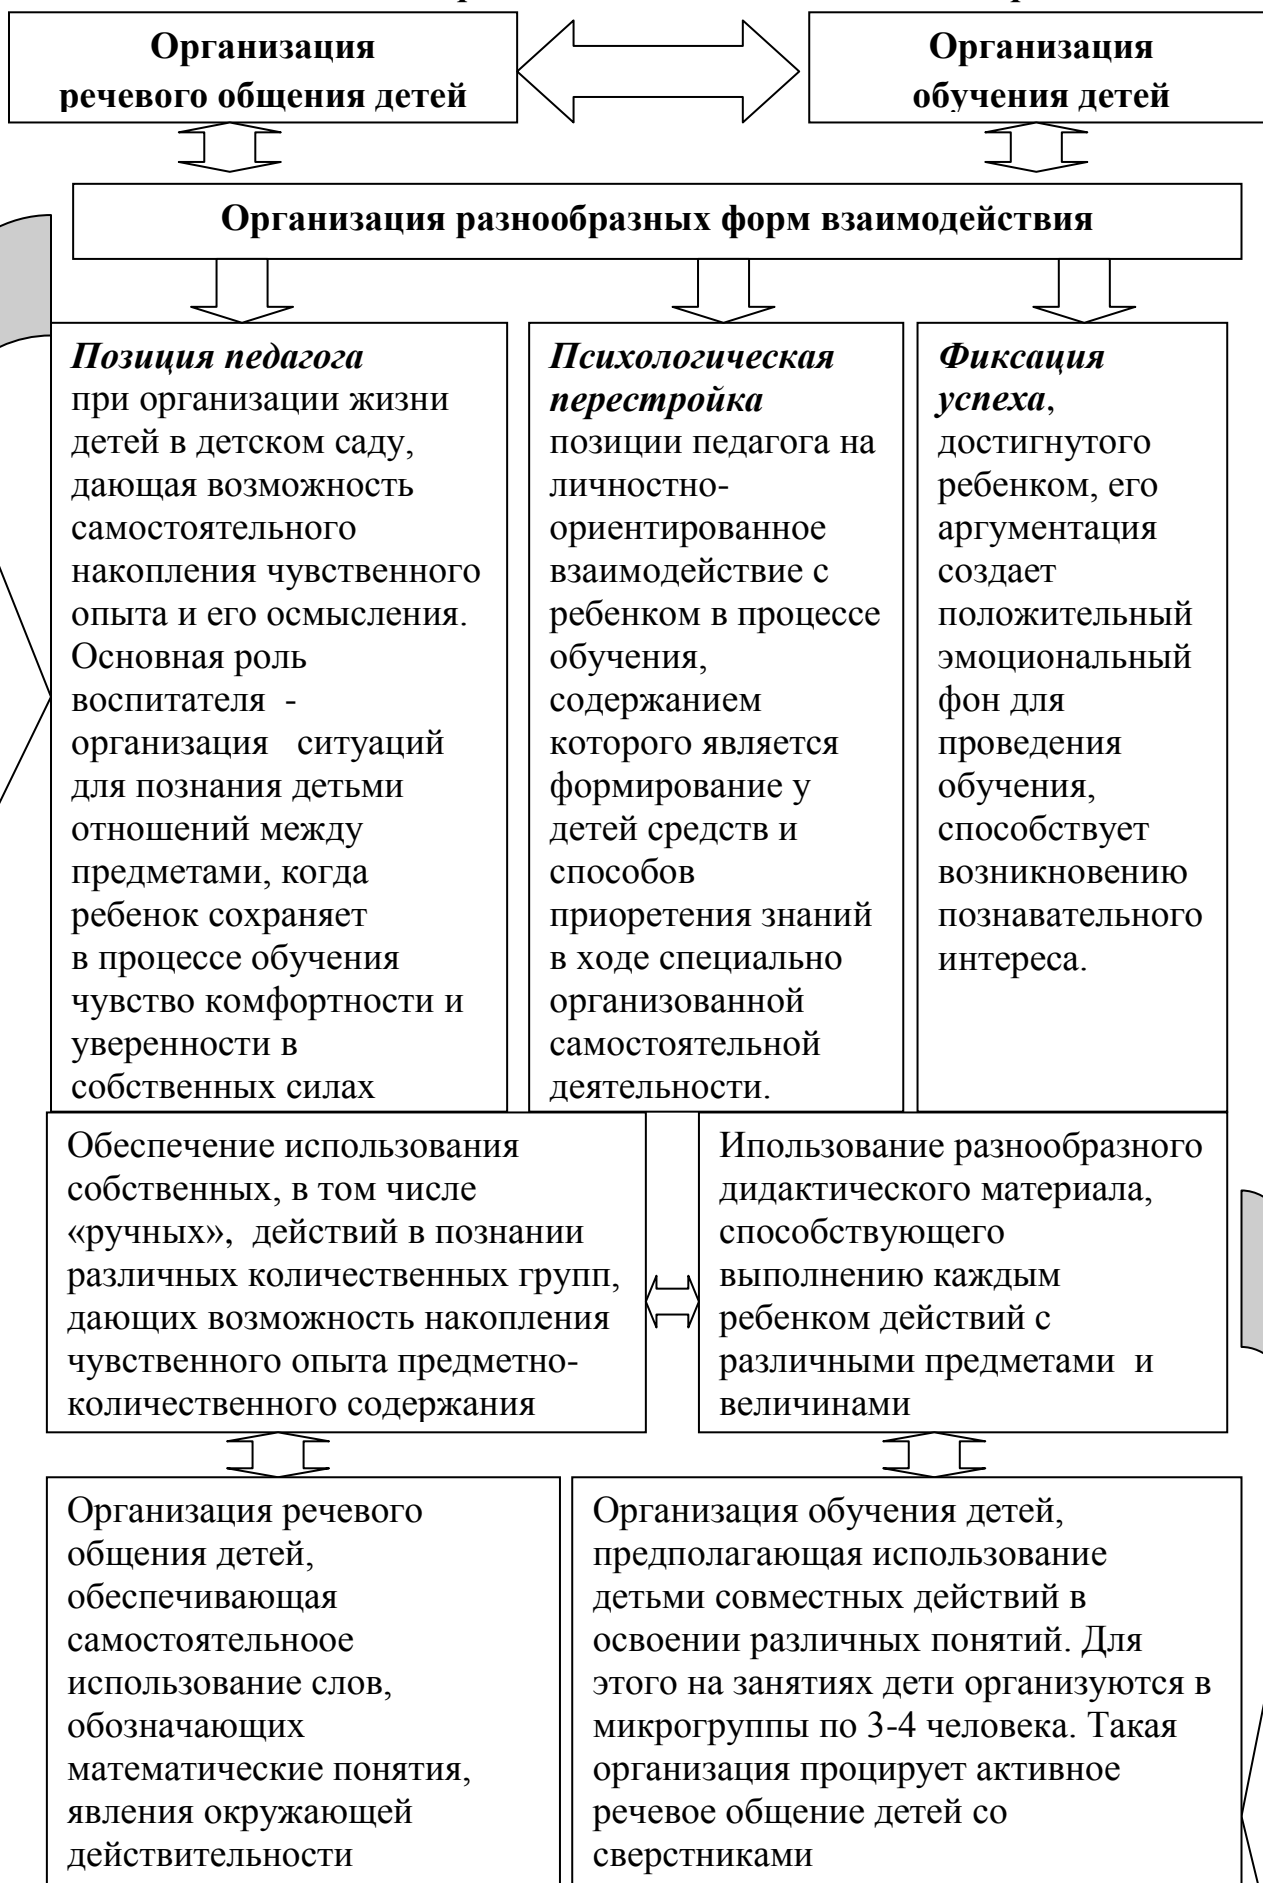 Организация
речевого общения детей
Организация
обучения детей
Организация разнообразных форм взаимодействия
Позиция педагога
при организации жизни
детей в детском саду,
дающая возможность
самостоятельного
накопления чувственного
опыта и его осмысления.
Основная роль
воспитателя -
организация ситуаций
для познания детьми
отношений между
предметами, когда
ребенок сохраняет
в процессе обучения
чувство комфортности и
уверенности в
собственных силах
Психологическая
перестройка
позиции педагога на
личностно-
ориентированное
взаимодействие с
ребенком в процессе
обучения,
содержанием
которого является
формирование у
детей средств и
способов
приоретения знаний
в ходе специально
организованной
самостоятельной
деятельности.
Фиксация
успеха,
достигнутого
ребенком, его
аргументация
создает
положительный
эмоциональный
фон для
проведения
обучения,
способствует
возникновению
познавательного
интереса.
Обеспечение использования
собственных, в том числе
«ручных», действий в познании
различных количественных групп,
дающих возможность накопления
чувственного опыта предметно-
количественного содержания
Ипользование разнообразного
дидактического материала,
способствующего
выполнению каждым
ребенком действий с
различными предметами и
величинами
Организация речевого
общения детей,
обеспечивающая
самостоятельноое
использование слов,
обозначающих
математические понятия,
явления окружающей
действительности
Организация обучения детей,
предполагающая использование
детьми совместных действий в
освоении различных понятий. Для
этого на занятиях дети организуются в
микрогруппы по 3-4 человека. Такая
организация процирует активное
речевое общение детей со
сверстниками